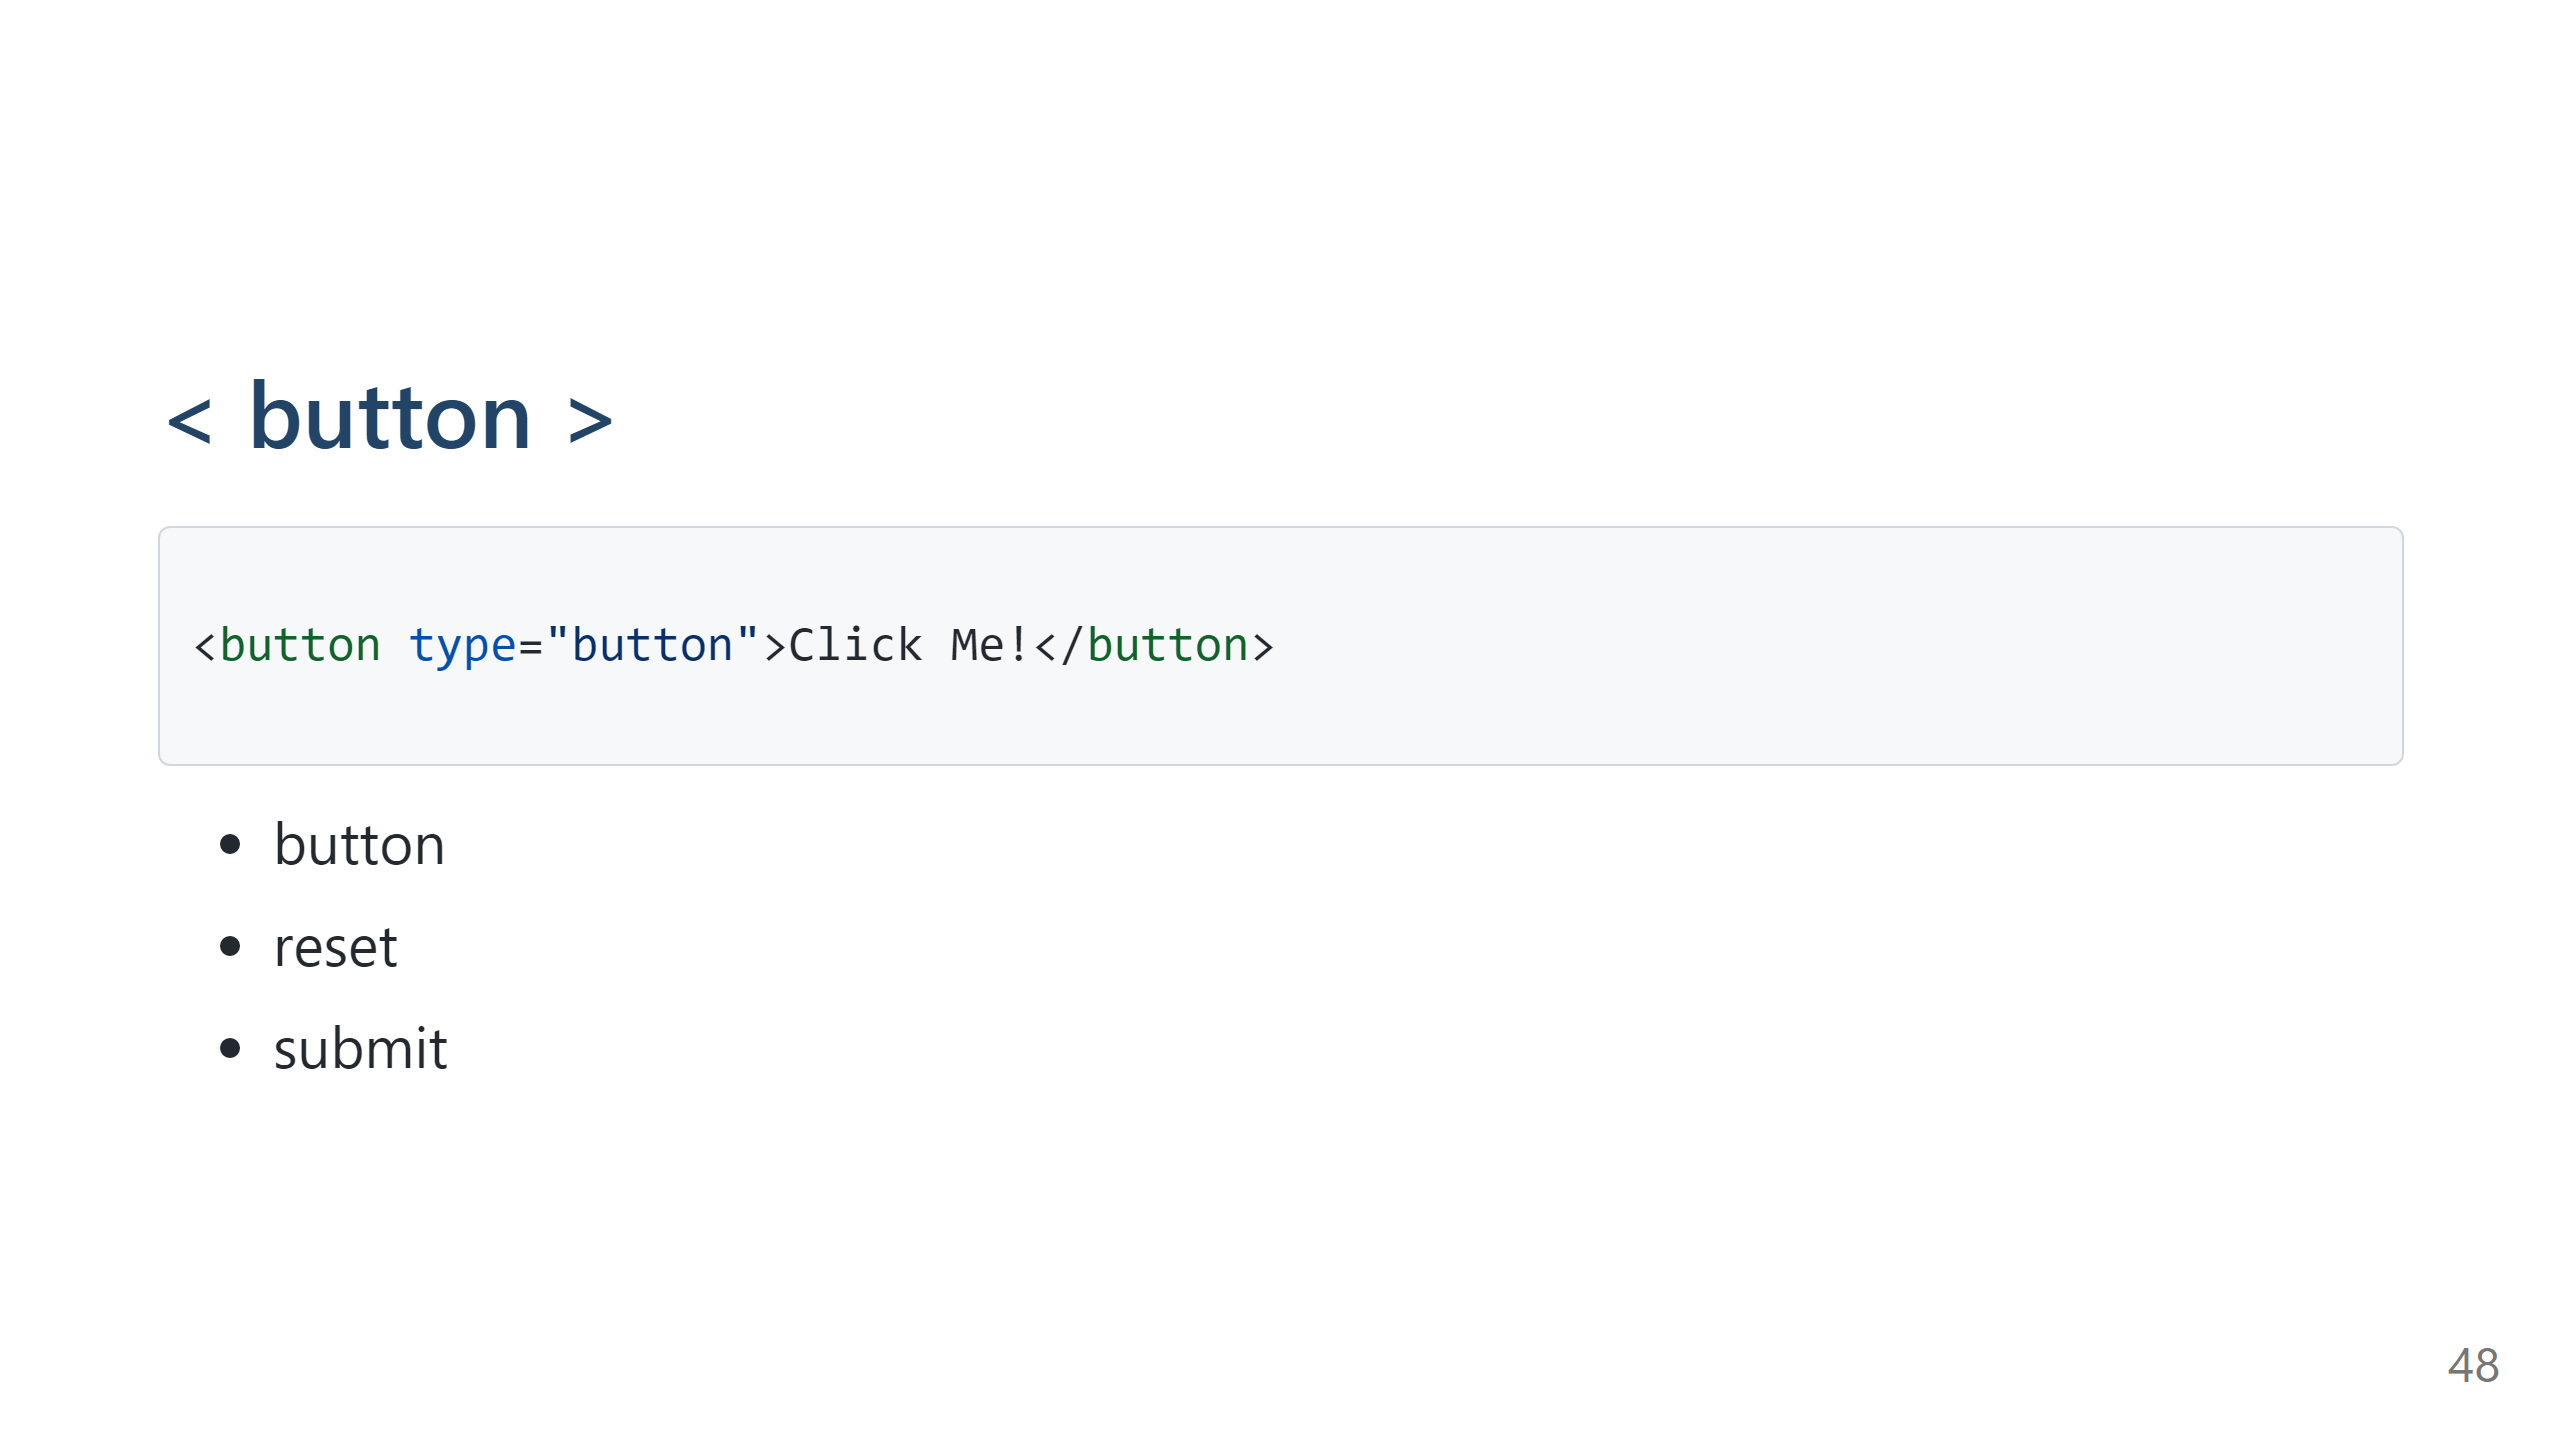 < button >
<button type="button">Click Me!</button>
button
reset
submit
48